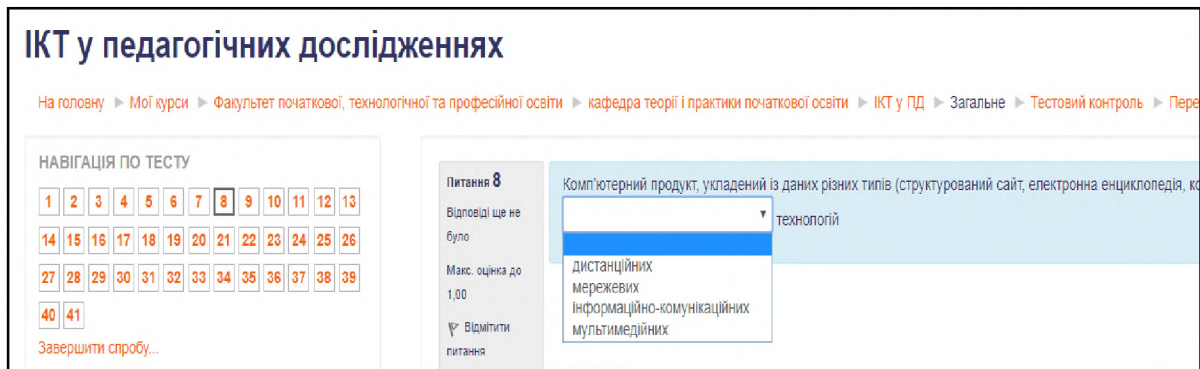 ІКТ у педагогічних дослідженнях
На головну ▶ Мої курси ▶ Факультет початкової, технологічної та професійної освіти ▶ кафедра теорії і практики початкової освіти ▶ ІКТ у ПД ▶ Загальне ▶ Тестовий контроль ▶ Пере
НАВІГАЦІЯ ПО ТЕСТУ
1 2 3 4 5 6 7 8 9 10 11 12 13
14 15 16 17 18 19 20 21 22 23 24 25 26
27 28 29 30 31 32 33 34 35 36 37 38 39
40 41
Завершити спробу...
Питання 8
Відповіді ще не
було
Макс. оцінка до
1,00
Відмітити
питання
Комп'ютерний продукт, укладений із даних різних типів (структурований сайт, електронна енциклопедія, ко
технологій
дистанційних
мережевих
інформаційно-комунікаційних
мультимедійних